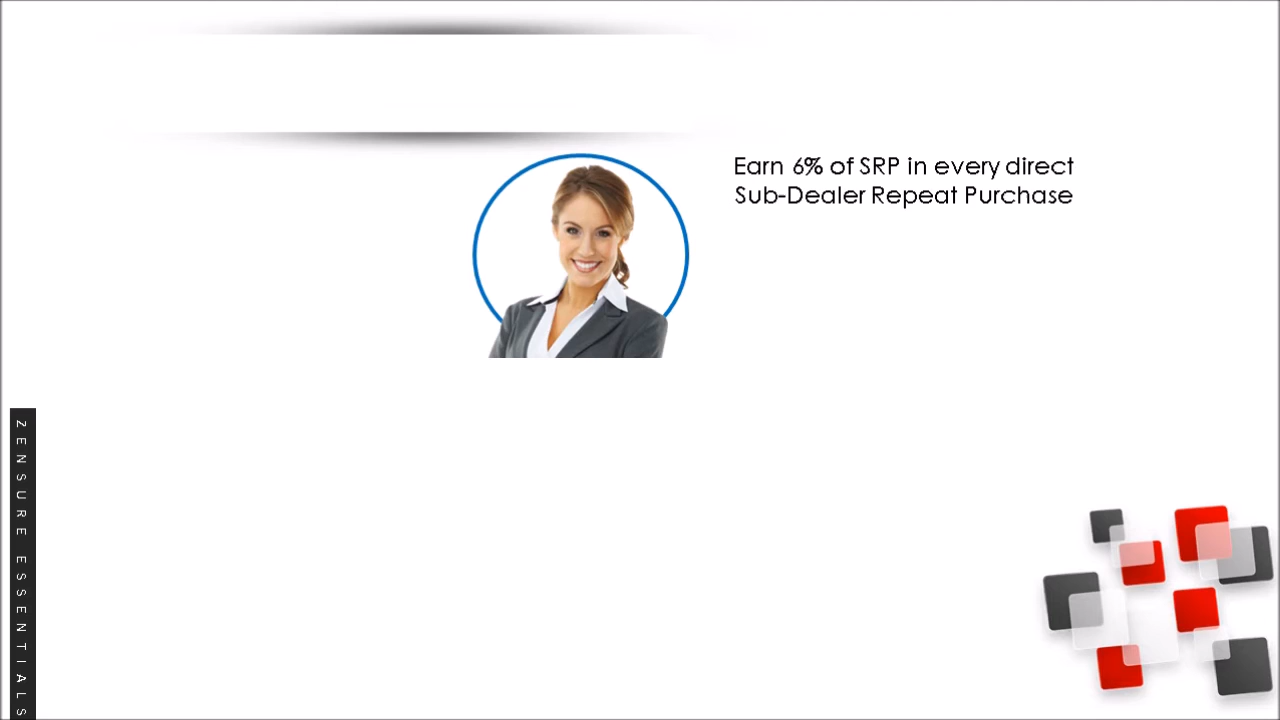 Earn 6% of SRP in every direct
Sub-Dealer Repeat Purchase
ZENSURE ESSENTIALS